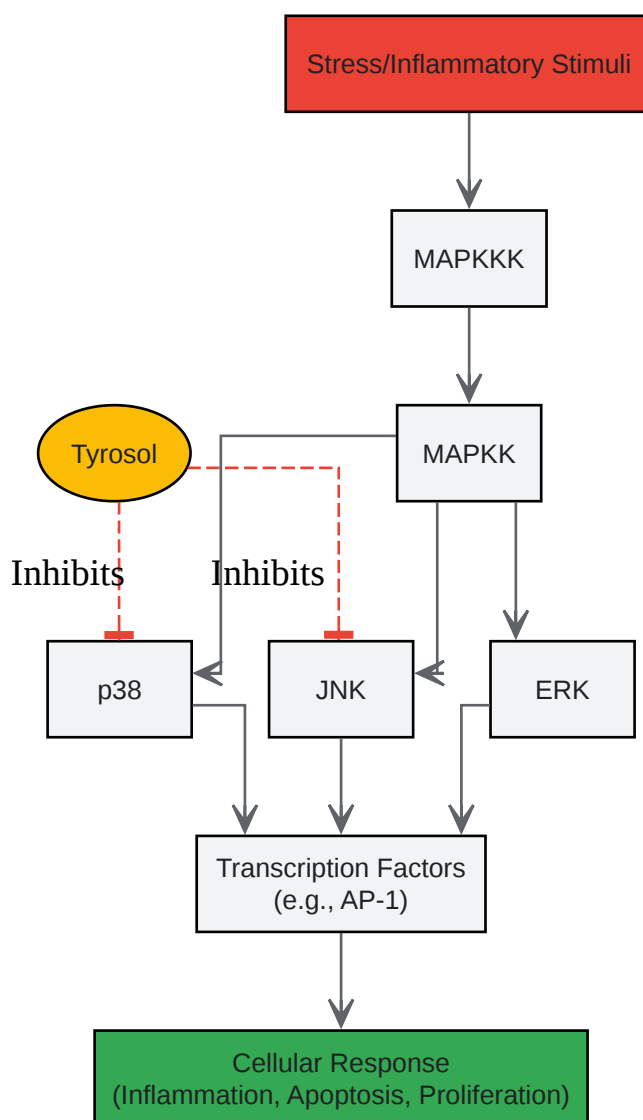 Stress/Inflammatory Stimuli
MAPKKK
Tyrosol
MAPKK
Inhibits
Inhibits
p38
JNK
ERK
Transcription Factors
(e.g., AP-1)
Cellular Response
(Inflammation, Apoptosis, Proliferation)